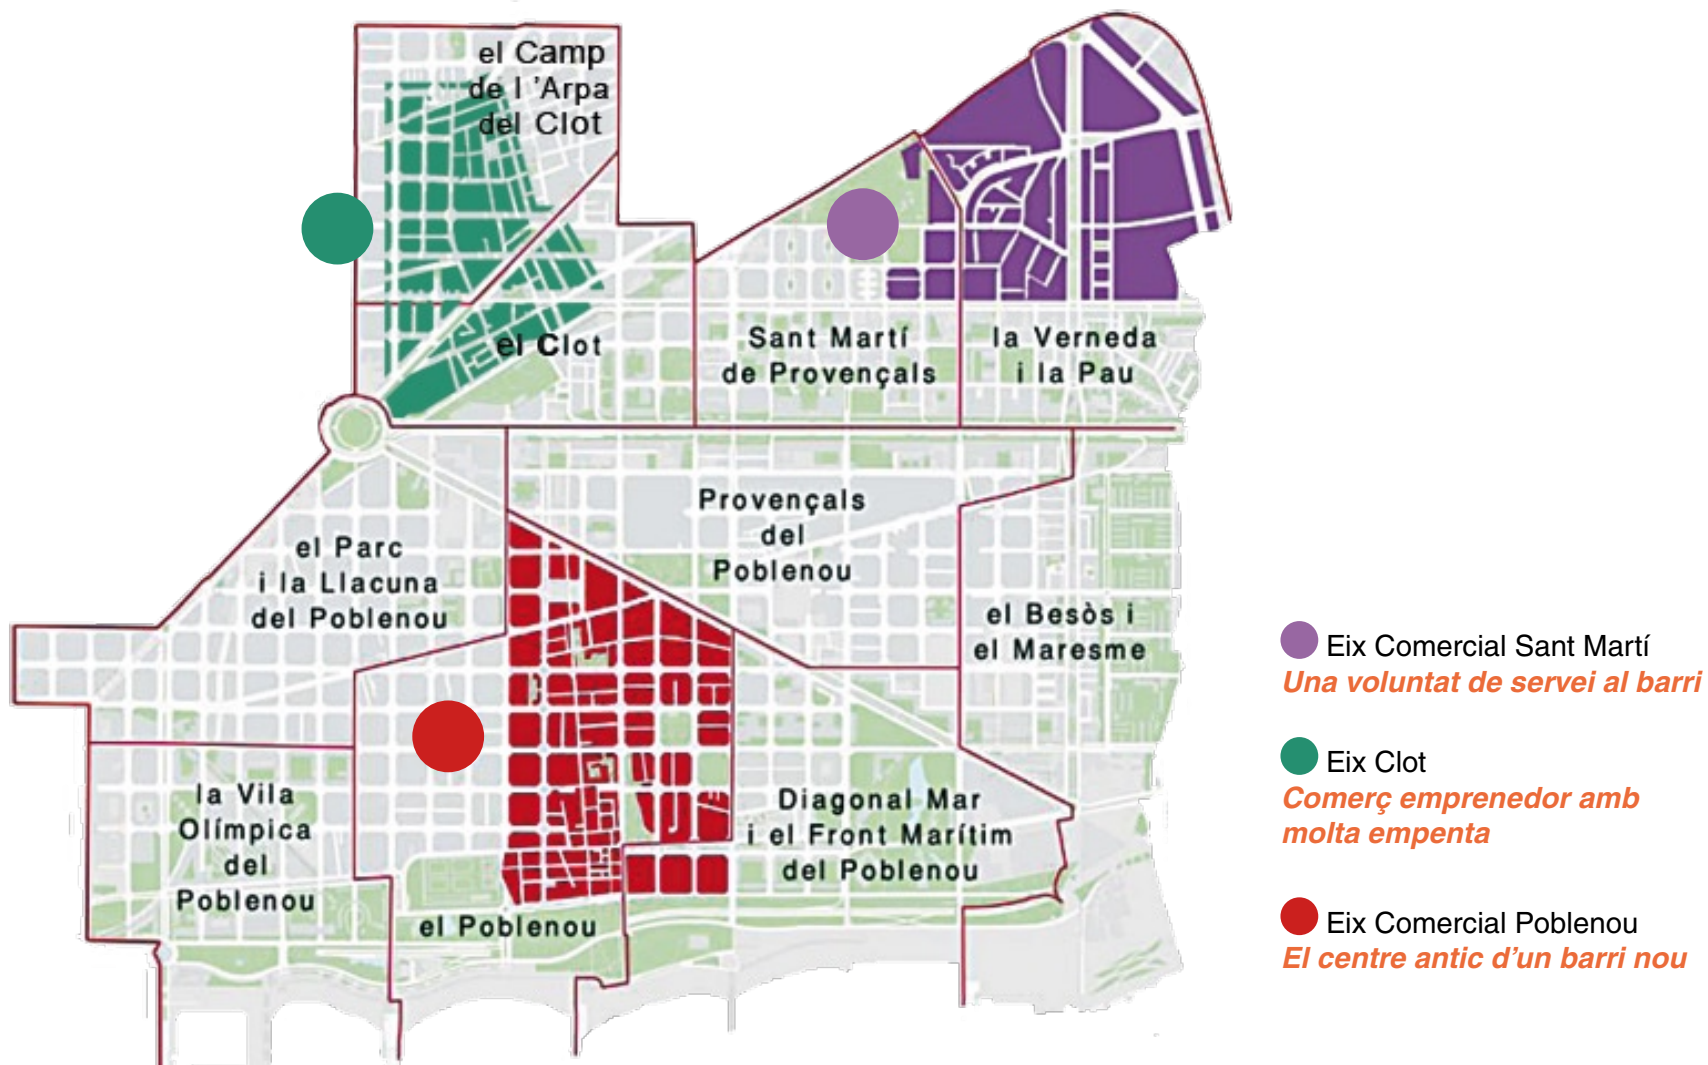 el Camp
de l 'Arpa
del Clot
el Clot
Sant Martí
de Provençals
la Verneda
i la Pau
Provençals
del
Poblenou
el Parc
i la Llacuna
del Poblenou
el Besòs i
el Maresme
la Vila
Olímpica
del
Poblenou
Diagonal Mar
i el Front Marítim
del Poblenou
el Poblenou
Eix Comercial Sant Martí
Una voluntat de servei al barri
Eix Clot
Comerç emprenedor amb
molta empenta
Eix Comercial Poblenou
El centre antic d’un barri nou